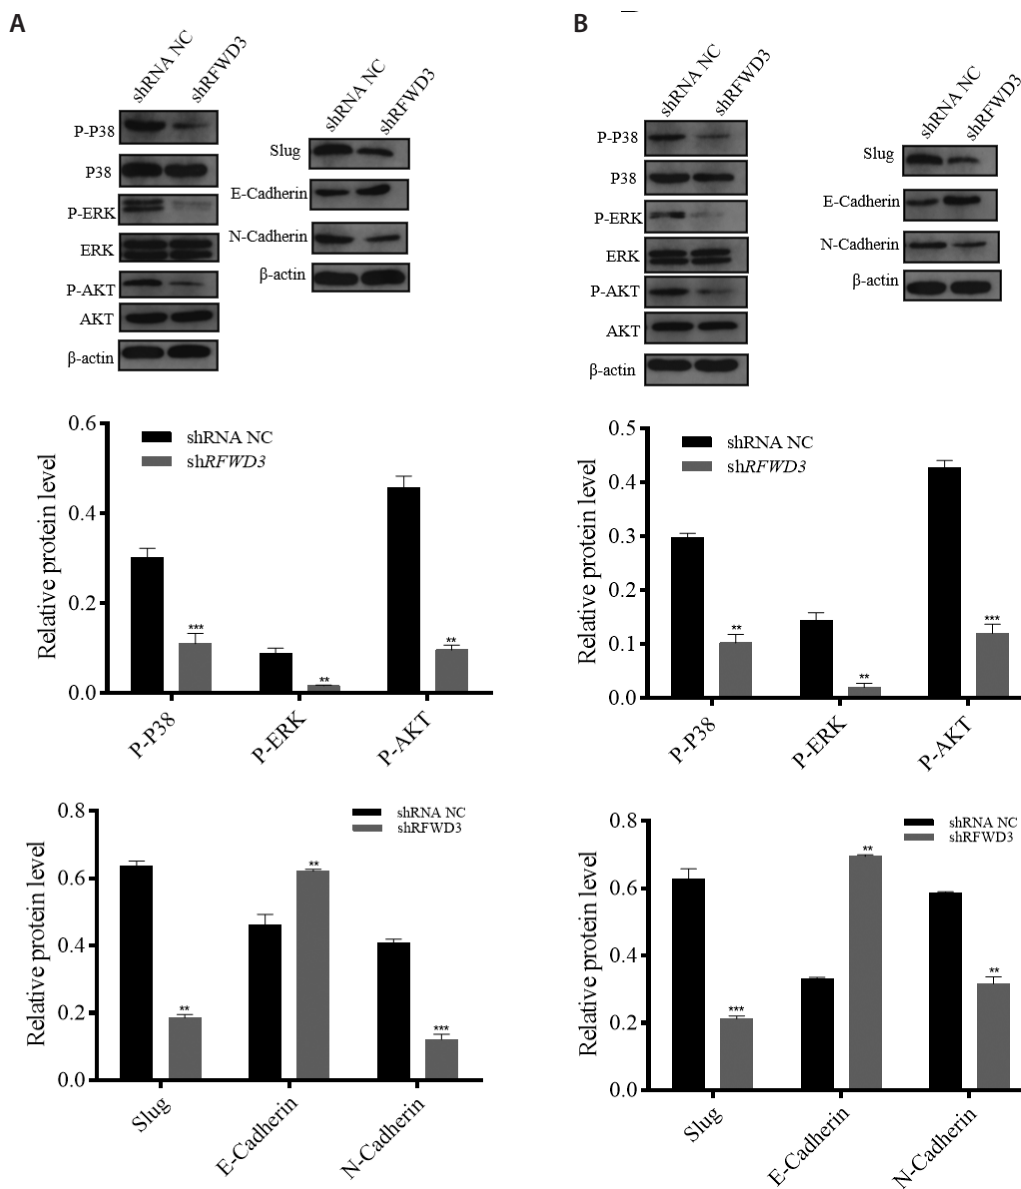 A
shRNA NC
shRFWD3
P-P38
P38
P-ERK
ERK
P-AKT
AKT
β-actin
shRNA NC
shRFWD3
Slug
E-Cadherin
N-Cadherin
β-actin
Relative protein level
0.6
0.4
0.2
0.0
shRNA NC
shRFWD3
***
**
**
P-P38
P-ERK
P-AKT
Relative protein level
0.8
0.6
0.4
0.2
0.0
shRNA NC
shRFWD3
**
**
***
Slug
E-Cadherin
N-Cadherin
B
shRNA NC
shRFWD3
P-P38
P38
P-ERK
ERK
P-AKT
AKT
β-actin
shRNA NC
shRFWD3
Slug
E-Cadherin
N-Cadherin
β-actin
Relative protein level
0.5
0.4
0.3
0.2
0.1
0.0
shRNA NC
shRFWD3
**
**
***
P-P38
P-ERK
P-AKT
Relative protein level
0.8
0.6
0.4
0.2
0.0
shRNA NC
shRFWD3
***
**
**
Slug
E-Cadherin
N-Cadherin